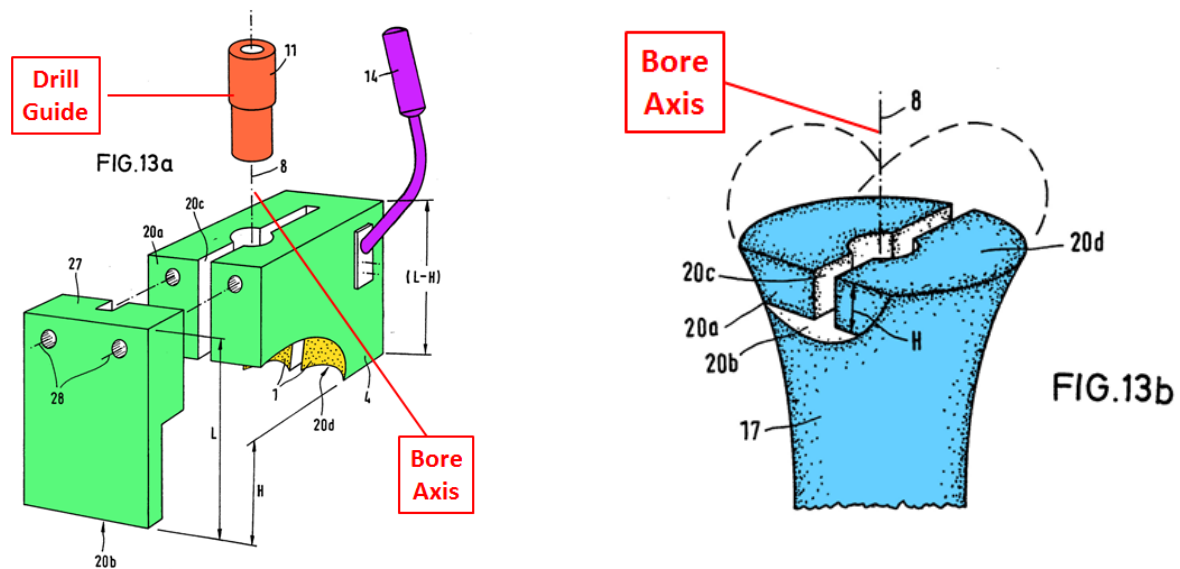 Drill
Guide
11
14
FIG.13a
8
20c
20a
27
(L-H)
28
1
4
20d
L
H
Bore
Axis
20b
Bore
Axis
8
20d
20c
20a
20b
H
17
FIG.13b